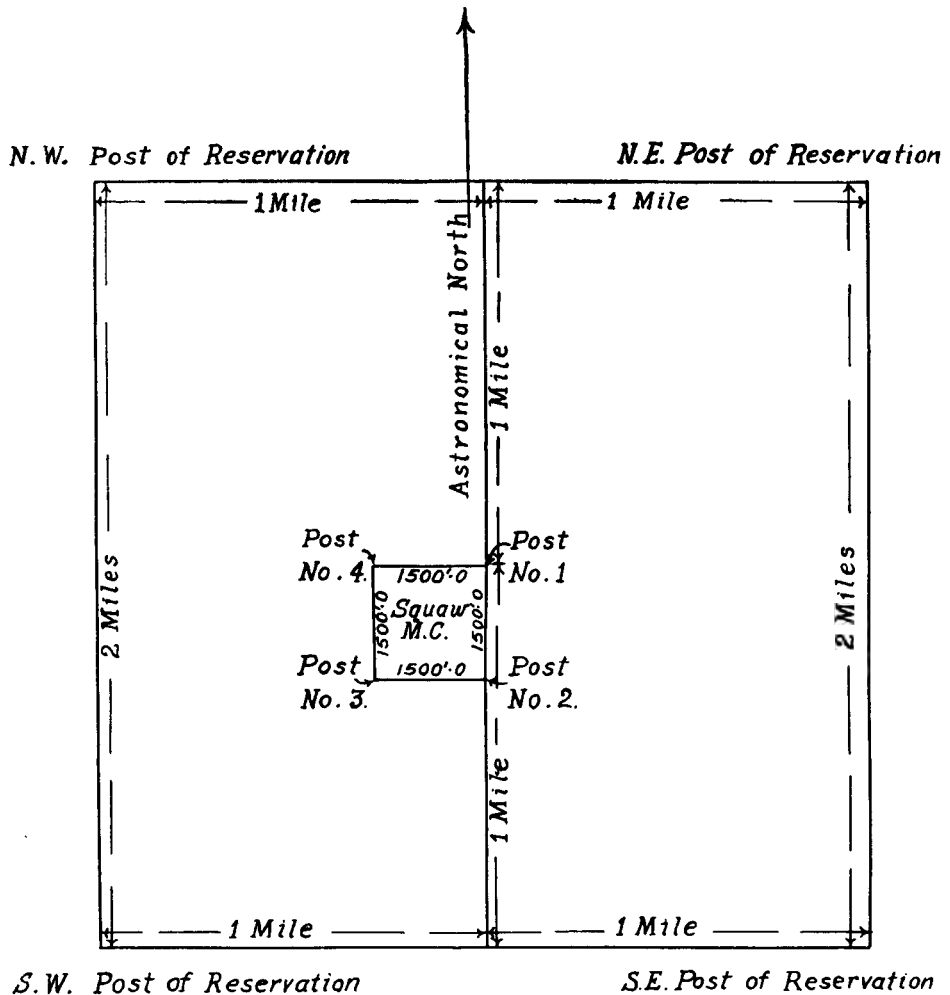 N.W. Post of Reservation
N.E. Post of Reservation
1 Mile
1 Mile
Astronomical North
1 Mile
2 Miles
2 Miles
Post
No. 4.
Post
No. 1
1500'.0
1500'.0
Squaw
M.C.
1500'.0
1500'.0
Post
No. 3.
Post
No. 2.
1 Mile
1 Mile
1 Mile
S.W. Post of Reservation
S.E. Post of Reservation